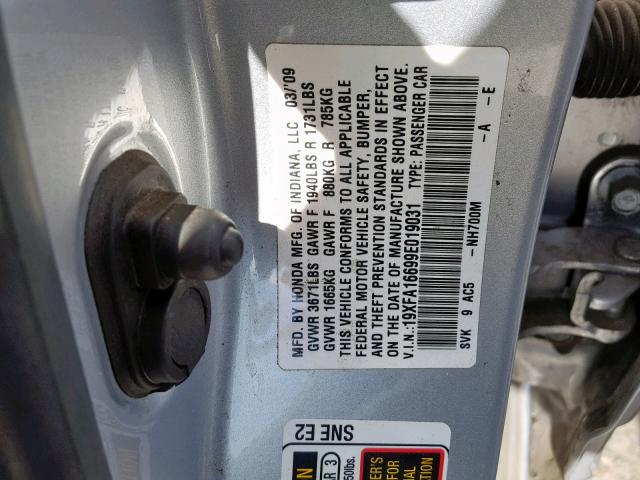 MFD. BY HONDA MFG. OF INDIANA, LLC 03/'09
GVWR 3671LBS GAWR F 1940LBS R 1731LBS
GVWR 1665KG GAWR F 880KG R 785KG
THIS VEHICLE CONFORMS TO ALL APPLICABLE
FEDERAL MOTOR VEHICLE SAFETY, BUMPER,
AND THEFT PREVENTION STANDARDS IN EFFECT
ON THE DATE OF MANUFACTURE SHOWN ABOVE.
V.I.N.:19XFA16699E019031 TYPE: PASSENGER CAR
SVK 9 AC5 -NH700M -A -E
SNE E2